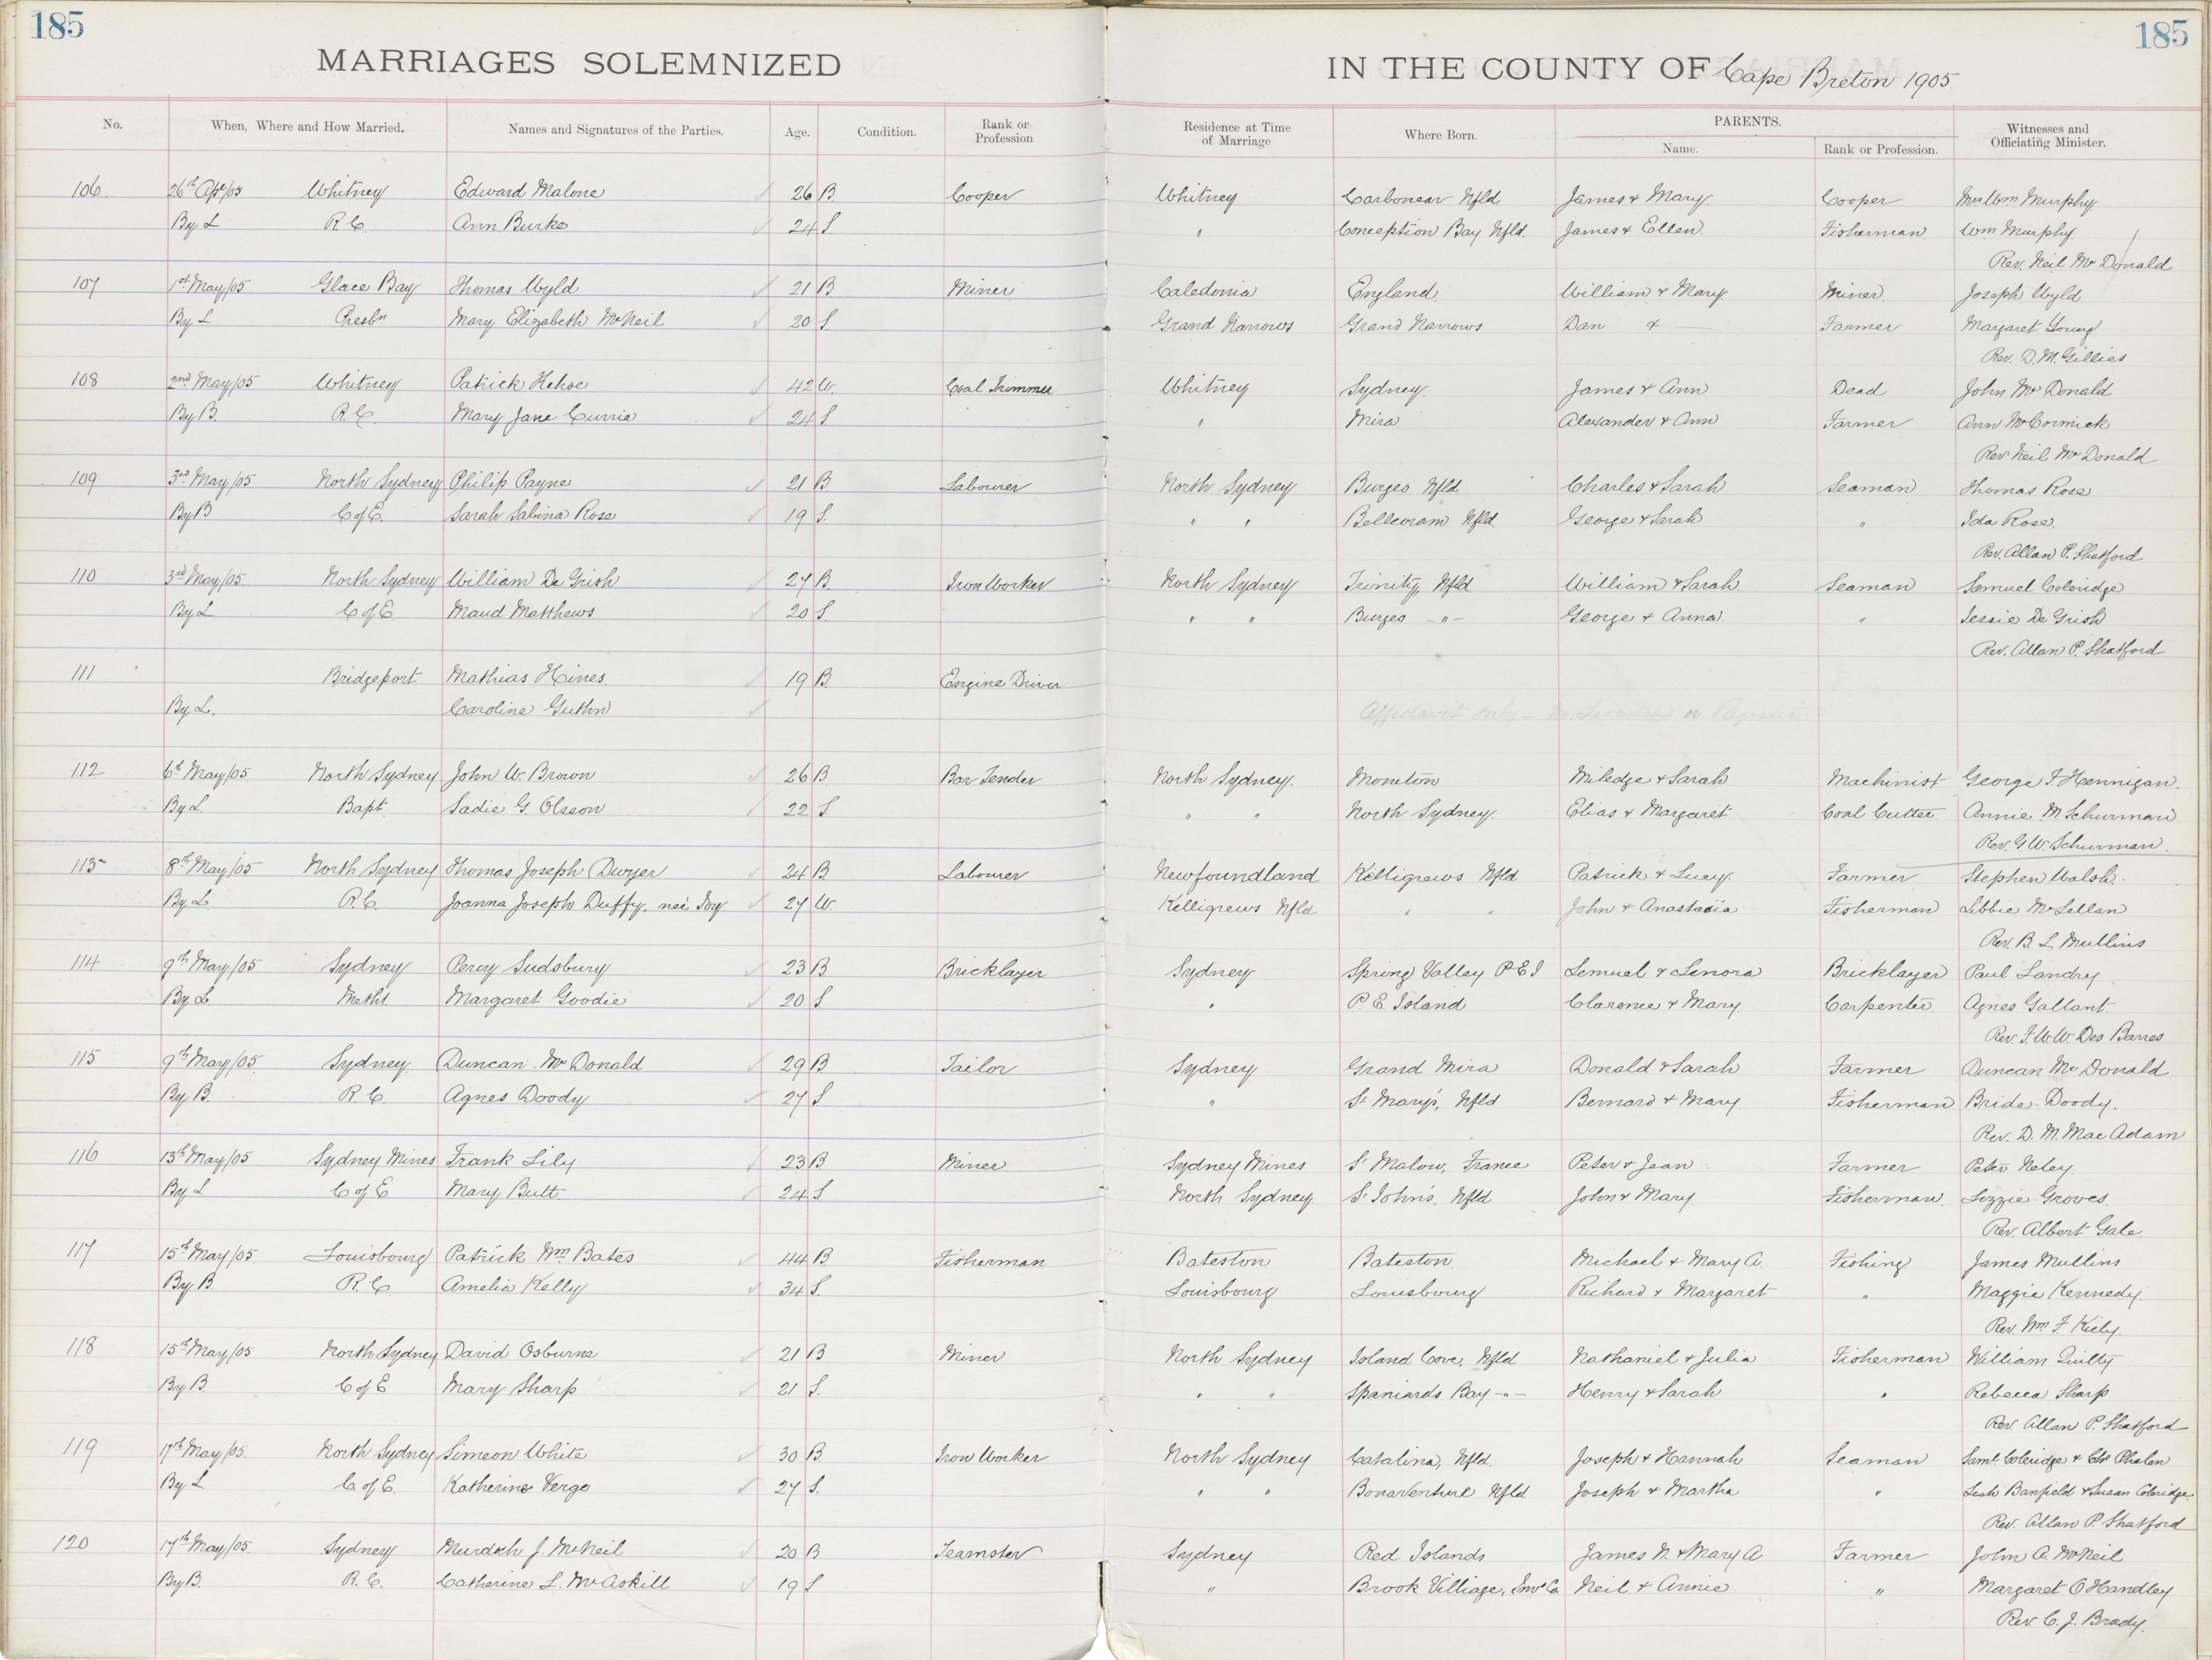 185 185
MARRIAGES SOLEMNIZED IN THE COUNTY OF Cape Breton 1905.
No. When, Where and How Married. Names and Signatures of the Parties. Age. Condition. Rank or Profession Residence at Time of Marriage Where Born. PARENTS. Name. Rank or Profession. Witnesses and Officiating Minister.
106 26th Apr/05 Whitney Edward Malone 26 B. Cooper Whitney Carbonear Nfld James & Mary Cooper Mrs Wm Murphy
By L R.C. Ann Burke 24 S. " Conception Bay Nfld. James & Ellen Fisherman Wm Murphy
Rev. Neil McDonald
107 1st May/05 Glace Bay Thomas Wyld 21 B Miner Caledonia England William & Mary Miner Joseph Wyld
By L Presbn Mary Elizabeth McNeil 20 S. Grand Narrows Grand Narrows Dan & Farmer Margaret Young
Rev. D. M. Gillies
108 2nd May/05 Whitney Patrick Kehoe 42 W. Coal Trimmer Whitney Sydney James & Ann Dead John McDonald
By B. R.C. Mary Jane Currie 24 S " Mira Alexander & Ann Farmer Ann McCormick
Rev Neil McDonald
109 3rd May/05 North Sydney Philip Payne 21 B Labourer North Sydney Burgeo Nfld. Charles & Sarah Seaman Thomas Rose
By B C of E. Sarah Sabina Rose 19 S. " " Belleoram Nfld George & Sarah " Ida Rose.
Rev. Allan P. Shatford
110 3rd May/05 North Sydney William De Grish 27 B. Iron Worker North Sydney Trinity, Nfld William & Sarah Seaman Samuel Coleridge
By L C of E. Maud Matthews 20 S. " " Burgeo -"- George & Anna " Jessie De Grish
Rev. Allan P. Shatford
111 Bridgeport Mathias Hines. 19 B. Engine Driver
By L. Caroline Guthro Affidavit only - No License or Register
112 6th May/05 North Sydney John W. Brown 26 B Bar Tender North Sydney. Moncton Miledge & Sarah Machinist George F. Hennigan.
By L. Bapt. Sadie G. Olsson 22 S. " " North Sydney. Elias & Margaret Coal Cutter Annie M Schurman
Rev. G W. Schurman.
113 8th May/05 North Sydney Thomas Joseph Dwyer 24 B Labourer Newfoundland Kelligrews Nfld Patrick & Lucy Farmer Stephen Walsh.
By L R.C. Joanna Joseph Duffy, neé Joy 27 W. Kelligrews Nfld " " John & Anastasia Fisherman Libbie McLellan
Rev. B. L. Mullins
114 9th May/05 Sydney Percy Sudsbury 23 B Bricklayer Sydney Spring Valley P E I Lemuel & Lenora Bricklayer Paul Landry
By L Meth. Margaret Goodie 20 S " P. E. Island Clarence & Mary Carpenter Agnes Gallant.
Rev. F. W. W. Des Barres
115 9th May/05. Sydney Duncan McDonald 29 B Tailor Sydney Grand Mira Donald & Sarah Farmer Duncan McDonald
By B. R.C. Agnes Doody 27 S " St Mary's, Nfld Bernard & Mary Fisherman Bride Doody.
Rev. D. M. MacAdam
116 13th May/05 Sydney Mines Frank Lily 23 B Miner Sydney Mines St Malow, France Peter & Jean Farmer Peter Neley
By L C of E Mary Butt 24 S North Sydney. St John's, Nfld. John & Mary Fisherman. Lizzie Groves.
Rev. Albert Gale.
117 15th May/05. Louisbourg Patrick Wm Bates 44 B Fisherman Bateston Bateston. Michael & Mary A. Fishing James Mullins
By B. R.C. Amelia Kelly 34 S. Louisbourg Louisbourg Richard & Margaret " Maggie Kennedy.
Rev. Wm F. Kiely
118 15th May/05 North Sydney David Osburne 21 B Miner North Sydney Island Cove, Nfld Nathaniel & Julia Fisherman William Quilty
By B C of E Mary Sharp 21 S. " " Spaniards Bay -"- Henry & Sarah " Rebecca Sharp
Rev. Allan P. Shatford
119 17th May/05. North Sydney Simeon White 30 B. Iron Worker North Sydney Catalina, Nfld. Joseph & Hannah Seaman Saml Coleridge & Chs Phelan
By L C. of E. Katherine Verge 27 S. " " Bonaventure Nfld Joseph & Martha " Leah Banfield & Susan Coleridge
Rev. Allan P. Shatford
120 17th May/05. Sydney Murdoch J. McNeil 20 B Teamster Sydney Red Islands James N. & Mary A Farmer John A. McNeil
By B. R.C. Catherine L. McAskill 19 S " Brook Villiage, Inv Co. Neil & Annie " Margaret O'Handley
Rev. C. J. Brady.